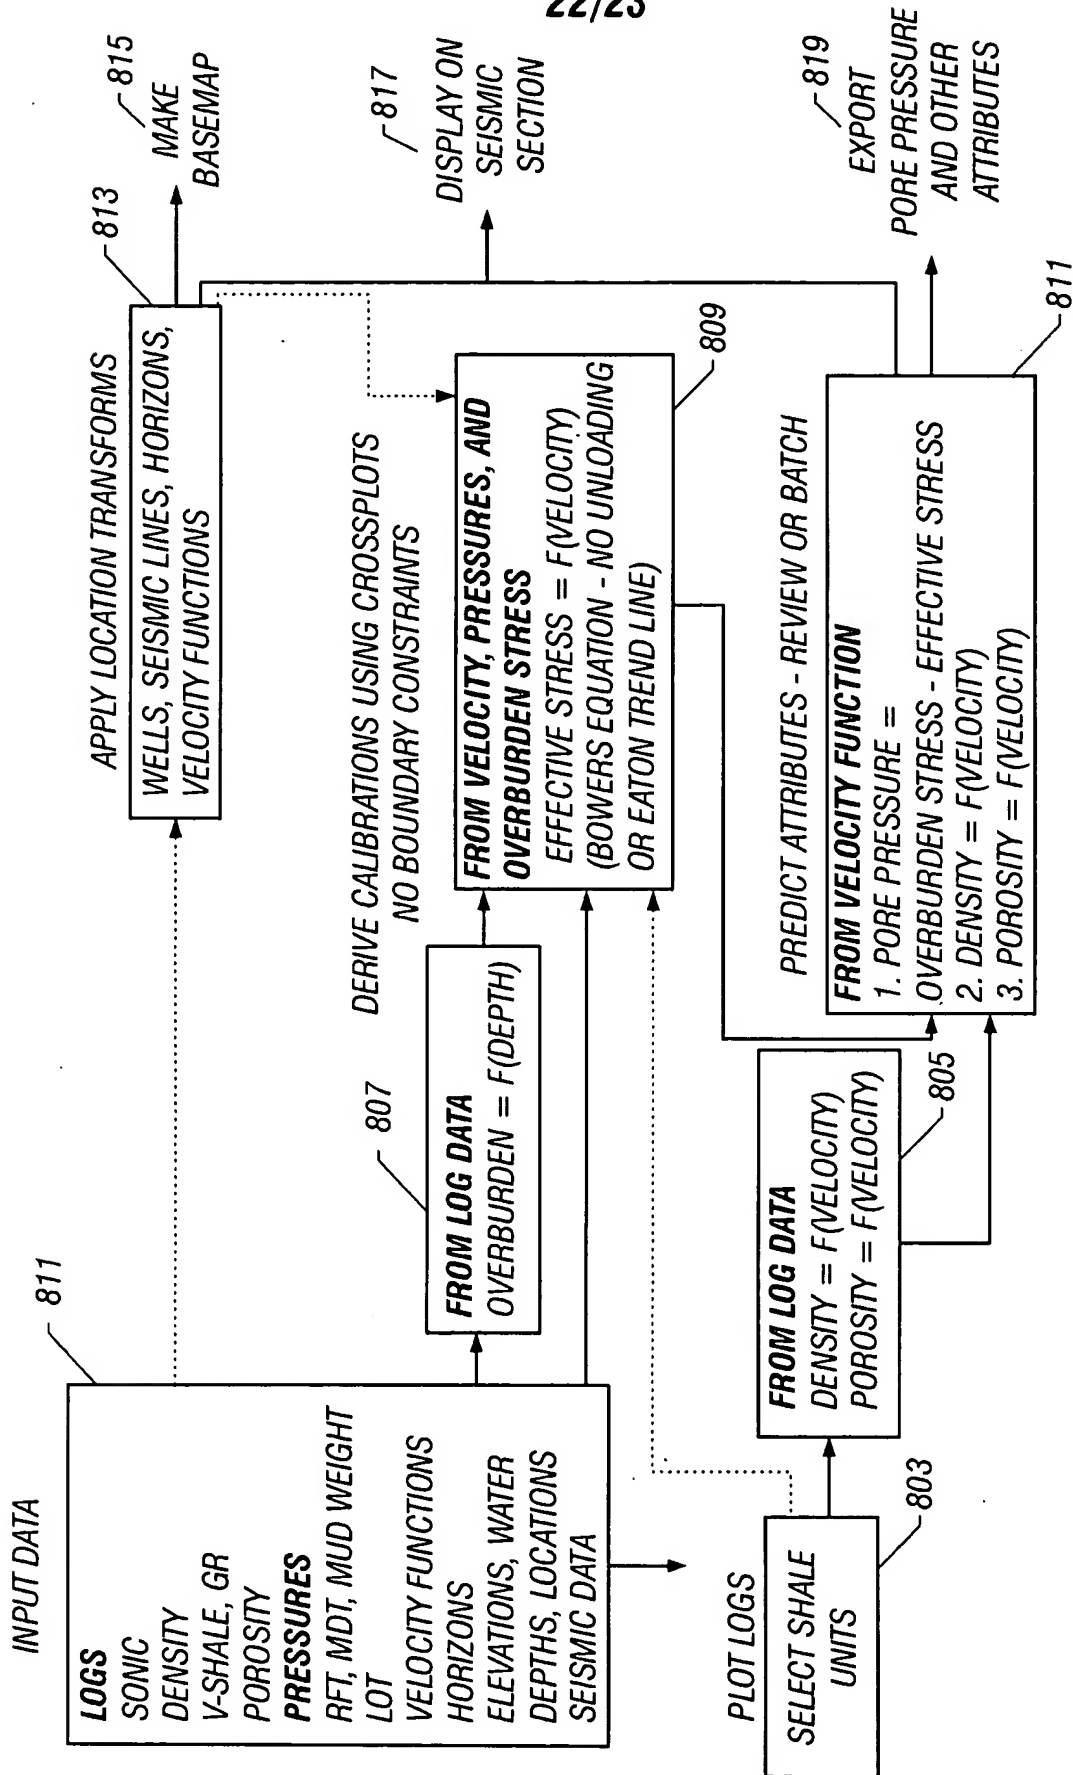 22/23
INPUT DATA
811
LOGS
SONIC
DENSITY
V-SHALE, GR
POROSITY
PRESSURES
RFT, MDT, MUD WEIGHT
LOT
VELOCITY FUNCTIONS
HORIZONS
ELEVATIONS, WATER
DEPTHS, LOCATIONS
SEISMIC DATA
PLOT LOGS
SELECT SHALE
UNITS
803
807
FROM LOG DATA
OVERBURDEN = F(DEPTH)
FROM LOG DATA
DENSITY = F(VELOCITY)
POROSITY = F(VELOCITY)
805
APPLY LOCATION TRANSFORMS
813
WELLS, SEISMIC LINES, HORIZONS,
VELOCITY FUNCTIONS
DERIVE CALIBRATIONS USING CROSSPLOTS
NO BOUNDARY CONSTRAINTS
FROM VELOCITY, PRESSURES, AND
OVERBURDEN STRESS
EFFECTIVE STRESS = F(VELOCITY)
(BOWERS EQUATION - NO UNLOADING
OR EATON TREND LINE)
809
PREDICT ATTRIBUTES - REVIEW OR BATCH
FROM VELOCITY FUNCTION
1. PORE PRESSURE =
OVERBURDEN STRESS - EFFECTIVE STRESS
2. DENSITY = F(VELOCITY)
3. POROSITY = F(VELOCITY)
811
815
MAKE
BASEMAP
817
DISPLAY ON
SEISMIC
SECTION
819
EXPORT
PORE PRESSURE
AND OTHER
ATTRIBUTES